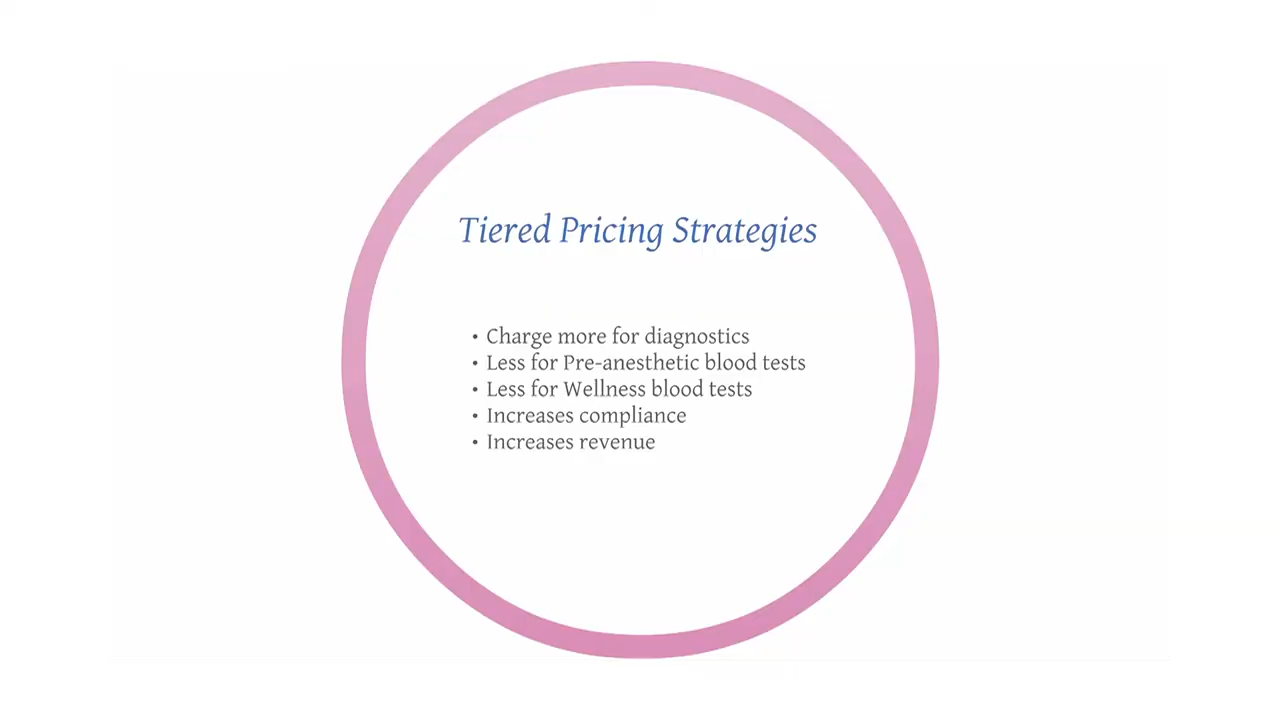 Tiered Pricing Strategies
• Charge more for diagnostics
• Less for Pre-anesthetic blood tests
• Less for Wellness blood tests
• Increases compliance
• Increases revenue